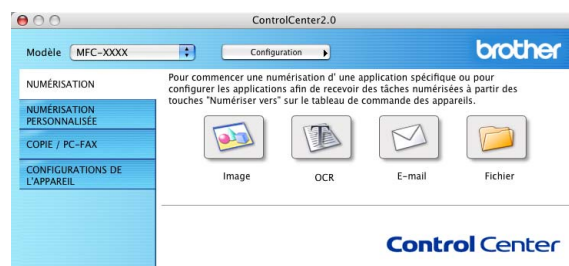 ControlCenter2.0
Modèle MFC-XXXX Configuration brother
NUMÉRISATION
NUMÉRISATION
PERSONNALISÉE
COPIE / PC-FAX
CONFIGURATIONS DE
L'APPAREIL
Pour commencer une numérisation d' une application spécifique ou pour
configurer les applications afin de recevoir des tâches numérisées à partir des
touches "Numériser vers" sur le tableau de commande des appareils.
Image OCR E-mail Fichier
Control Center